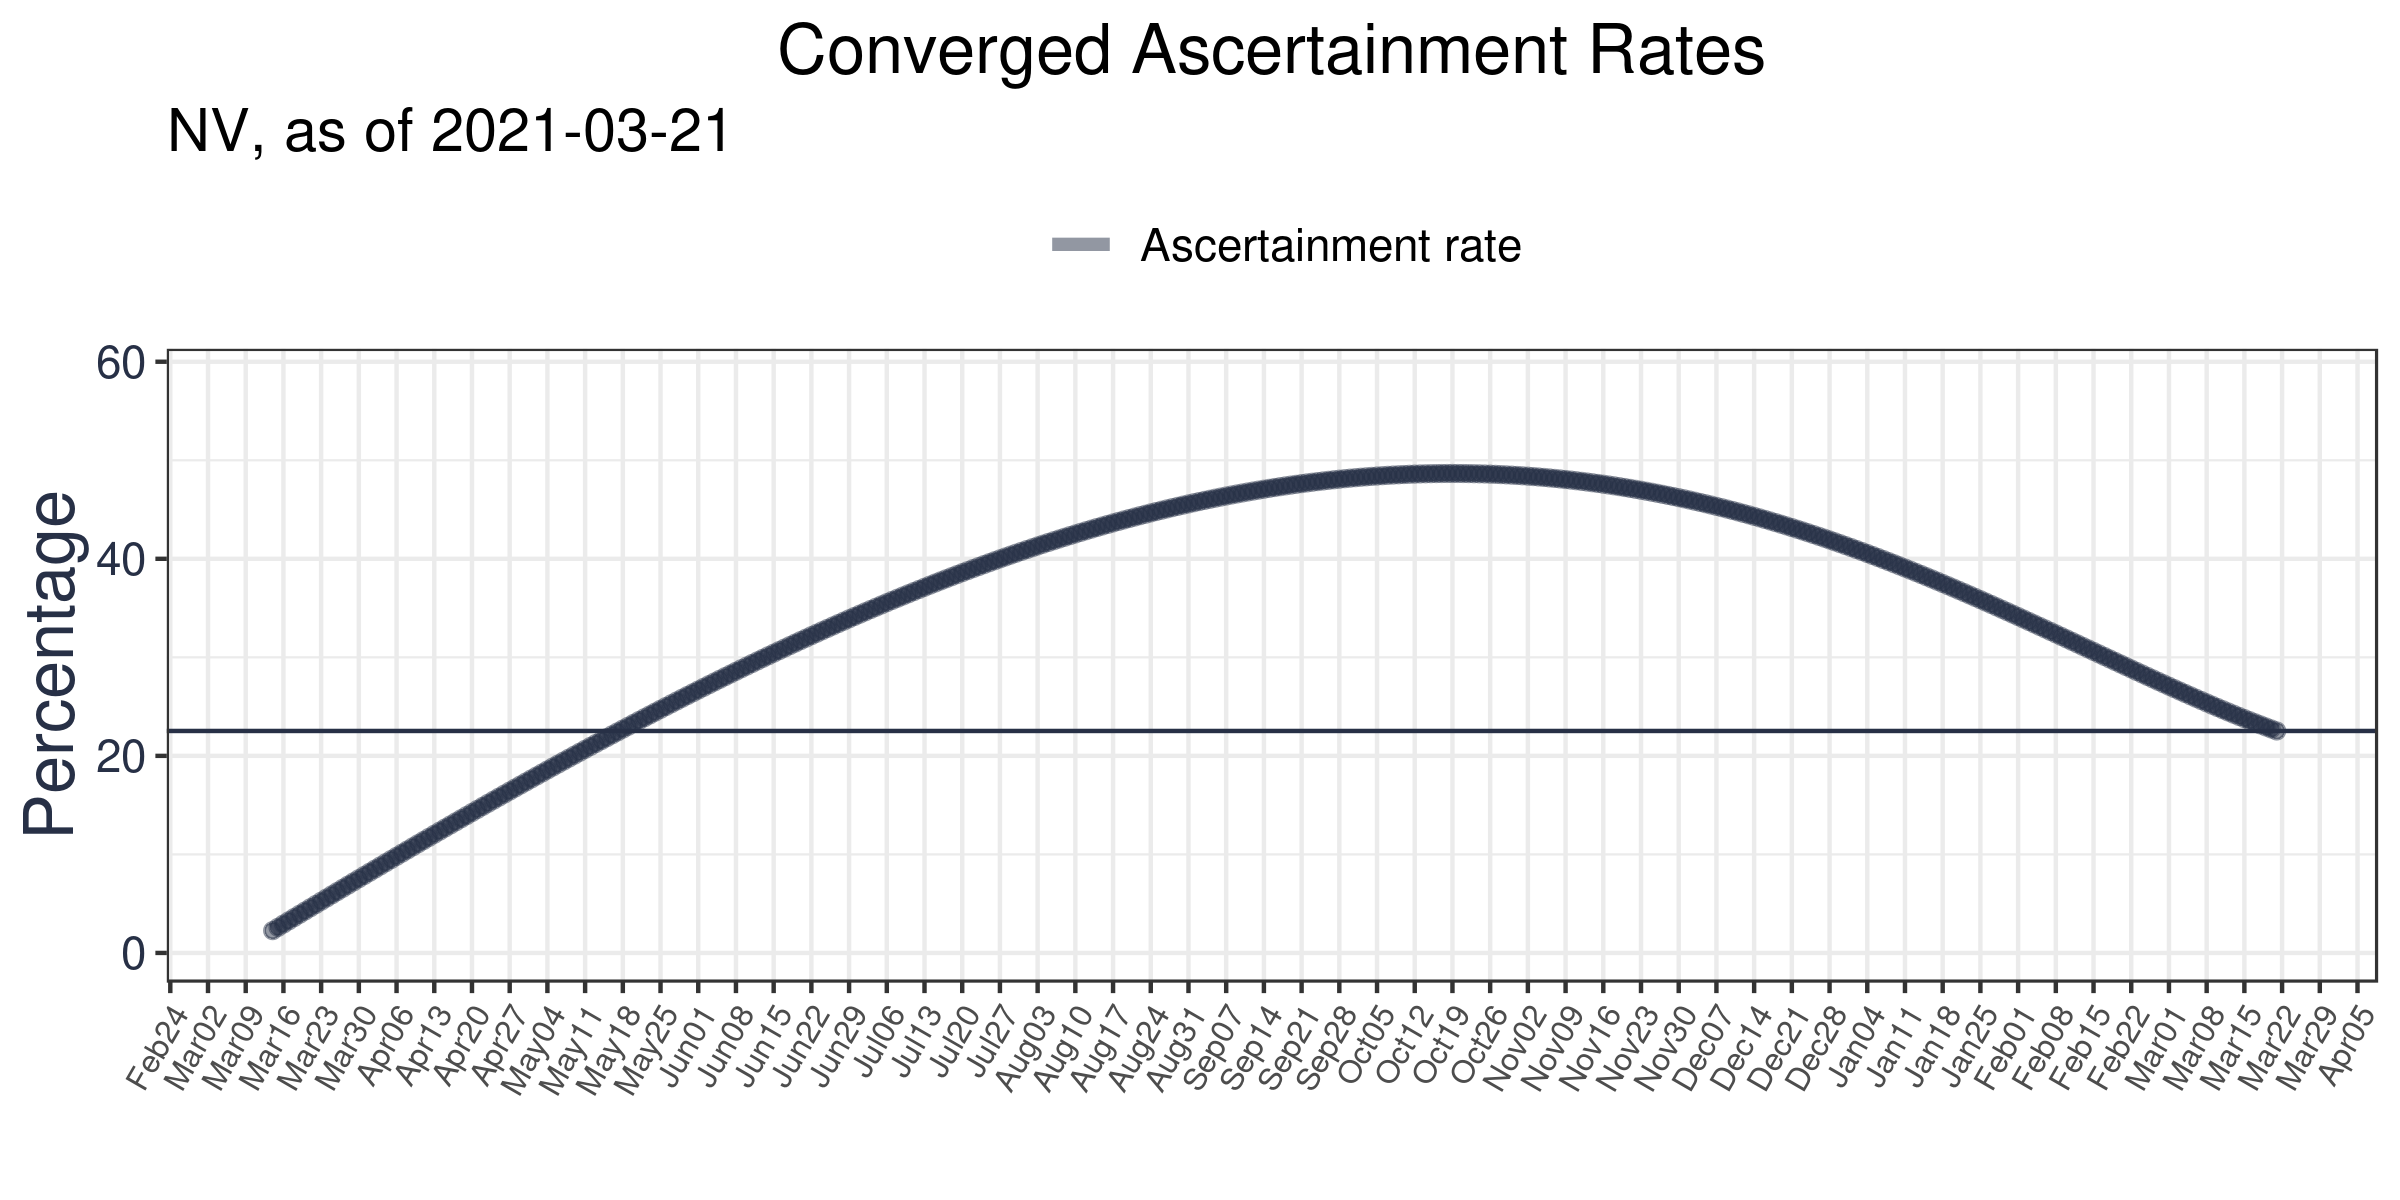 Converged Ascertainment Rates
NV, as of 2021-03-21
Ascertainment rate
Percentage
60
40
20
0
Feb24
Mar02
Mar09
Mar16
Mar23
Mar30
Apr06
Apr13
Apr20
Apr27
May04
May11
May18
May25
Jun01
Jun08
Jun15
Jun22
Jun29
Jul06
Jul13
Jul20
Jul27
Aug03
Aug10
Aug17
Aug24
Aug31
Sep07
Sep14
Sep21
Sep28
Oct05
Oct12
Oct19
Oct26
Nov02
Nov09
Nov16
Nov23
Nov30
Dec07
Dec14
Dec21
Dec28
Jan04
Jan11
Jan18
Jan25
Feb01
Feb08
Feb15
Feb22
Mar01
Mar08
Mar15
Mar22
Mar29
Apr05